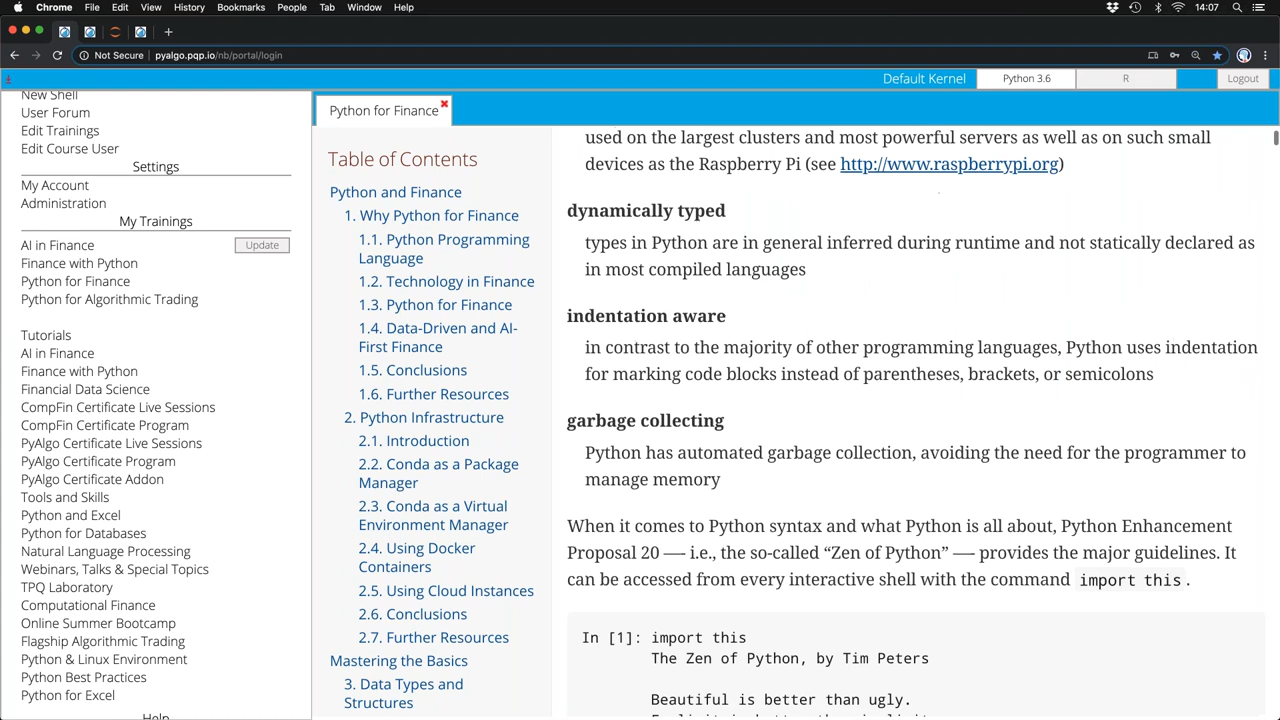 Chrome File Edit View History Bookmarks People Tab Window Help 14:07
Not Secure pyalgo.pqp.io/nb/portal/login
Default Kernel Python 3.6 R Logout
New Shell
User Forum
Edit Trainings
Edit Course User
Settings
My Account
Administration
My Trainings
AI in Finance Update
Finance with Python
Python for Finance
Python for Algorithmic Trading
Tutorials
AI in Finance
Finance with Python
Financial Data Science
CompFin Certificate Live Sessions
CompFin Certificate Program
PyAlgo Certificate Live Sessions
PyAlgo Certificate Program
PyAlgo Certificate Addon
Tools and Skills
Python and Excel
Python for Databases
Natural Language Processing
Webinars, Talks & Special Topics
TPQ Laboratory
Computational Finance
Online Summer Bootcamp
Flagship Algorithmic Trading
Python & Linux Environment
Python Best Practices
Python for Excel
Help
Python for Finance
Table of Contents
Python and Finance
1. Why Python for Finance
1.1. Python Programming
Language
1.2. Technology in Finance
1.3. Python for Finance
1.4. Data-Driven and AI-
First Finance
1.5. Conclusions
1.6. Further Resources
2. Python Infrastructure
2.1. Introduction
2.2. Conda as a Package
Manager
2.3. Conda as a Virtual
Environment Manager
2.4. Using Docker
Containers
2.5. Using Cloud Instances
2.6. Conclusions
2.7. Further Resources
Mastering the Basics
3. Data Types and
Structures
used on the largest clusters and most powerful servers as well as on such small
devices as the Raspberry Pi (see http://www.raspberrypi.org)
dynamically typed
types in Python are in general inferred during runtime and not statically declared as
in most compiled languages
indentation aware
in contrast to the majority of other programming languages, Python uses indentation
for marking code blocks instead of parentheses, brackets, or semicolons
garbage collecting
Python has automated garbage collection, avoiding the need for the programmer to
manage memory
When it comes to Python syntax and what Python is all about, Python Enhancement
Proposal 20 — i.e., the so-called “Zen of Python” — provides the major guidelines. It
can be accessed from every interactive shell with the command import this.
In [1]: import this
The Zen of Python, by Tim Peters
Beautiful is better than ugly.